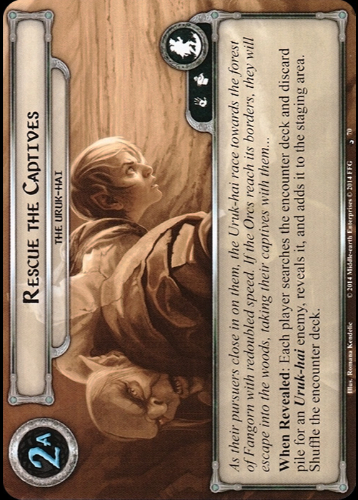 2A
RESCUE THE CAPTIVES
THE URUK-HAI
As their pursuers close in on them, the Uruk-hai race towards the forest
of Fangorn with redoubled speed. If the Orcs reach its borders, they will
escape into the woods, taking their captives with them...
When Revealed: Each player searches the encounter deck and discard
pile for an Uruk-hai enemy, reveals it, and adds it to the staging area.
Shuffle the encounter deck.
Illus. Romana Kendelic © 2014 Middle-earth Enterprises © 2014 FFG 70